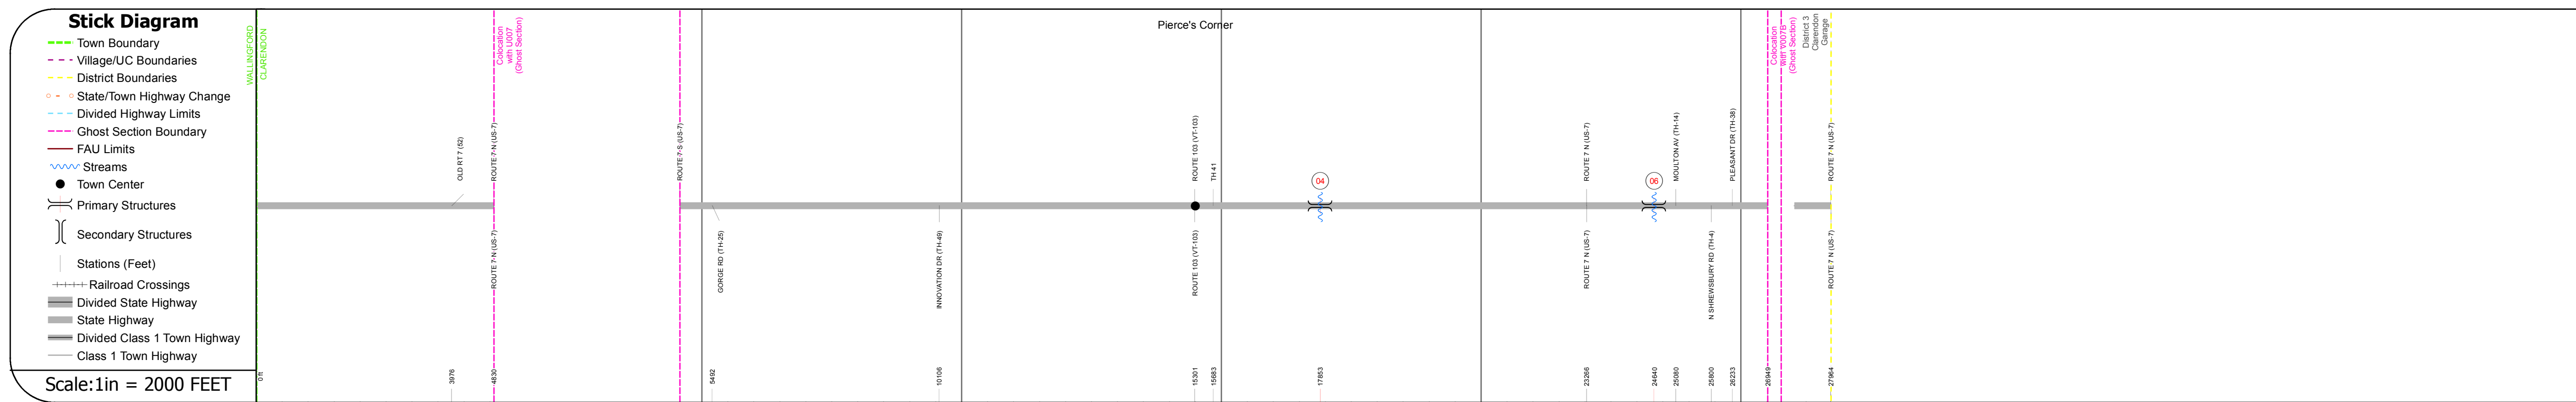 Stick Diagram
Town Boundary
Village/UC Boundaries
District Boundaries
State/Town Highway Change
Divided Highway Limits
Ghost Section Boundary
FAU Limits
Streams
Town Center
Primary Structures
Secondary Structures
Stations (Feet)
Railroad Crossings
Divided State Highway
State Highway
Divided Class 1 Town Highway
Class 1 Town Highway
Scale:1in = 2000 FEET
WALLINGFORD
CLARENDON
Colocation
with U007
(Ghost Section)
Pierce's Corner
Colocation
with V007B
(Ghost Section)
District 3
Clarendon
Garage
OLD RT 7 (52)
ROUTE 7 N (US-7)
ROUTE 7 S (US-7)
ROUTE 103 (VT-103)
TH 41
04
ROUTE 7 N (US-7)
06
MOULTON AV (TH-14)
PLEASANT DR (TH-38)
ROUTE 7 N (US-7)
ROUTE 7 N (US-7)
GORGE RD (TH-25)
INNOVATION DR (TH-49)
ROUTE 103 (VT-103)
ROUTE 7 N (US-7)
N SHREWSBURY RD (TH-4)
ROUTE 7 N (US-7)
0 ft
3976
4830
5492
10106
15301
15683
17853
23266
24640
25080
25800
26233
26949
27964